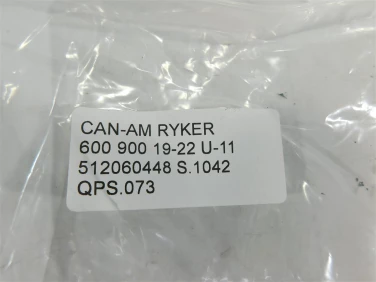 CAN-AM RYKER
600 900 19-22 U-11
512060448 S.1042
QPS.073